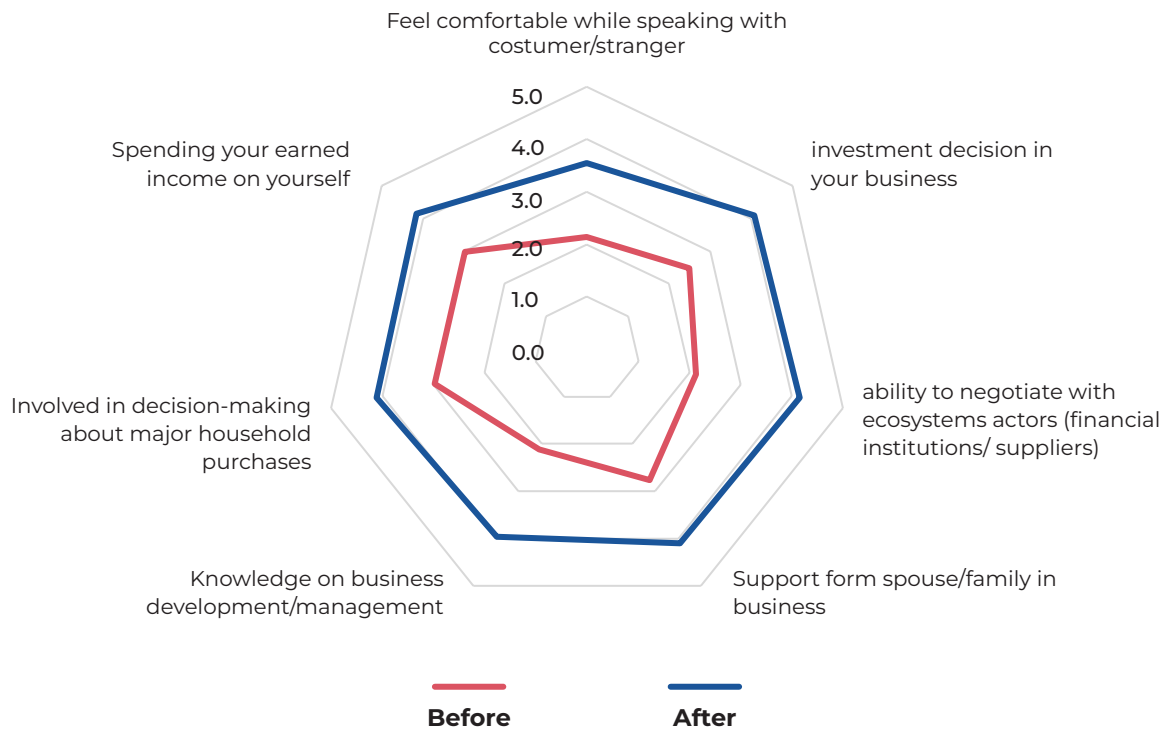 Feel comfortable while speaking with
costumer/stranger
5.0
4.0
3.0
2.0
1.0
0.0
Spending your earned
income on yourself
investment decision in
your business
Involved in decision-making
about major household
purchases
ability to negotiate with
ecosystems actors (financial
institutions/ suppliers)
Knowledge on business
development/management
Support form spouse/family in
business
Before
After